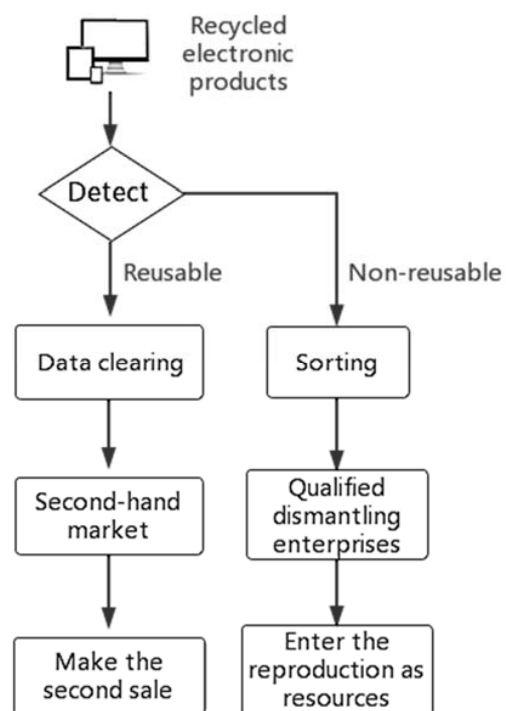 Recycled
electronic
products
Detect
Reusable
Non-reusable
Data clearing
Sorting
Second-hand
market
Qualified
dismantling
enterprises
Make the
second sale
Enter the
reproduction as
resources